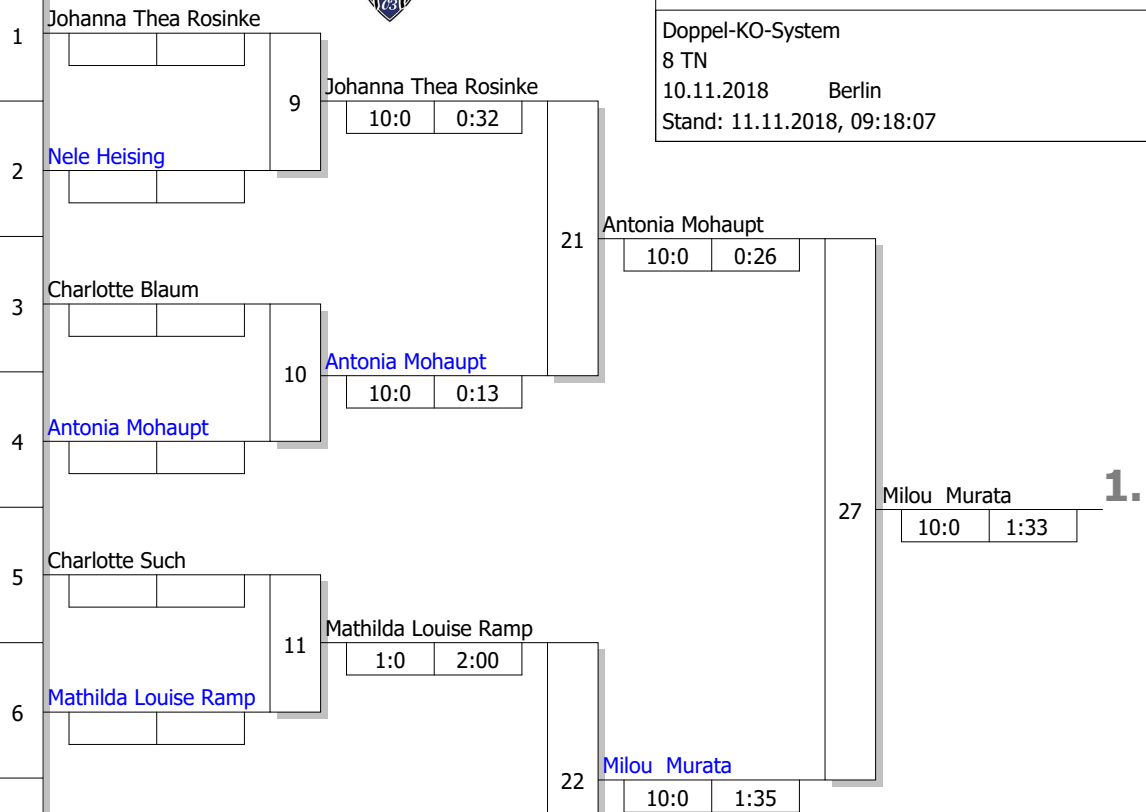 Doppel-KO-System
8 TN
10.11.2018 Berlin
Stand: 11.11.2018, 09:18:07
1 Johanna Thea Rosinke
9 Johanna Thea Rosinke
10:0 0:32
2 Nele Heising
21 Antonia Mohaupt
10:0 0:26
3 Charlotte Blaum
10 Antonia Mohaupt
10:0 0:13
4 Antonia Mohaupt
27 Milou Murata 1.
10:0 1:33
5 Charlotte Such
11 Mathilda Louise Ramp
1:0 2:00
6 Mathilda Louise Ramp
22 Milou Murata
10:0 1:35